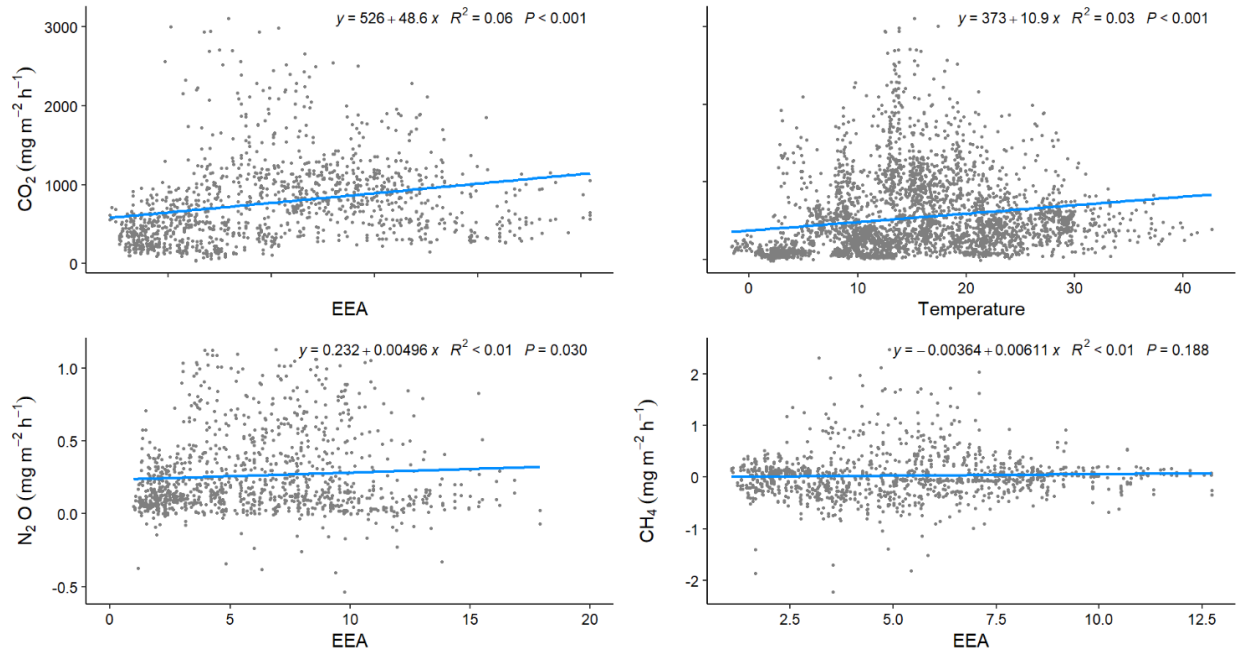 y = 526 + 48.6 x R² = 0.06 P < 0.001
3000
2000
1000
0
CO₂ (mg m⁻² h⁻¹)
EEA
y = 373 + 10.9 x R² = 0.03 P < 0.001
0 10 20 30 40
Temperature
y = 0.232 + 0.00496 x R² < 0.01 P = 0.030
1.0
0.5
0.0
-0.5
N₂ O (mg m⁻² h⁻¹)
0 5 10 15 20
EEA
y = −0.00364 + 0.00611 x R² < 0.01 P = 0.188
2
1
0
-1
-2
CH₄ (mg m⁻² h⁻¹)
2.5 5.0 7.5 10.0 12.5
EEA